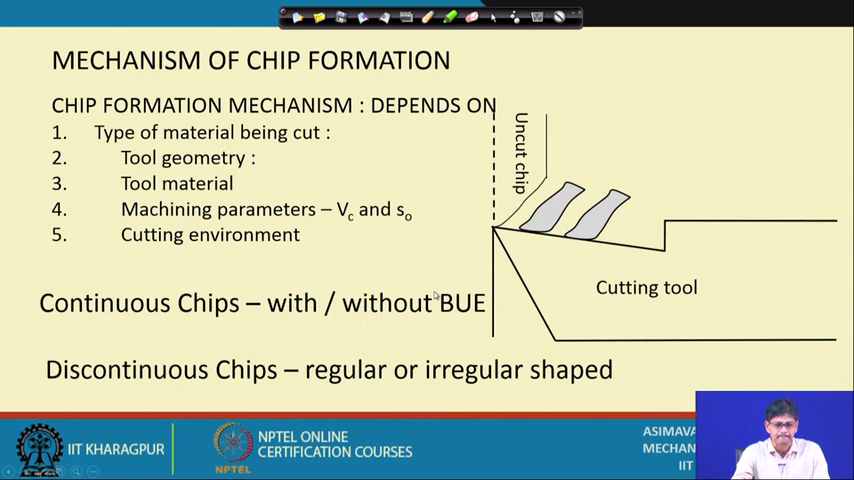 MECHANISM OF CHIP FORMATION
CHIP FORMATION MECHANISM : DEPENDS ON
1. Type of material being cut :
2. Tool geometry :
3. Tool material
4. Machining parameters – Vc and so
5. Cutting environment
Uncut chip
Cutting tool
Continuous Chips – with / without BUE
Discontinuous Chips – regular or irregular shaped
IIT KHARAGPUR
NPTEL
NPTEL ONLINE
CERTIFICATION COURSES
ASIMAVA
MECHAN
IIT